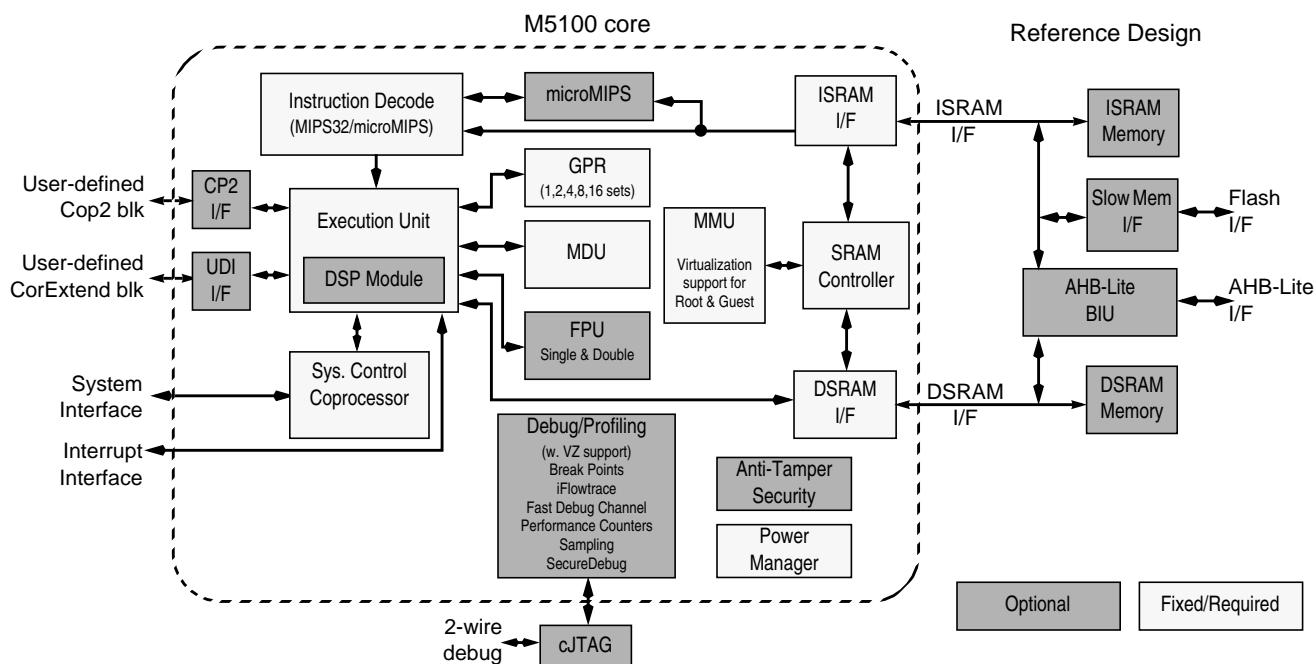 M5100 core
Reference Design
Instruction Decode
(MIPS32/microMIPS)
microMIPS
ISRAM
I/F
ISRAM
I/F
ISRAM
Memory
User-defined
Cop2 blk
CP2
I/F
Execution Unit
GPR
(1,2,4,8,16 sets)
MMU
Virtualization
support for
Root & Guest
SRAM
Controller
Slow Mem
I/F
Flash
I/F
User-defined
CorExtend blk
UDI
I/F
DSP Module
MDU
AHB-Lite
BIU
AHB-Lite
I/F
FPU
Single & Double
System
Interface
Sys. Control
Coprocessor
DSRAM
I/F
DSRAM
I/F
DSRAM
Memory
Interrupt
Interface
Debug/Profiling
(w. VZ support)
Break Points
iFlowtrace
Fast Debug Channel
Performance Counters
Sampling
SecureDebug
Anti-Tamper
Security
Power
Manager
Optional
Fixed/Required
2-wire
debug
cJTAG